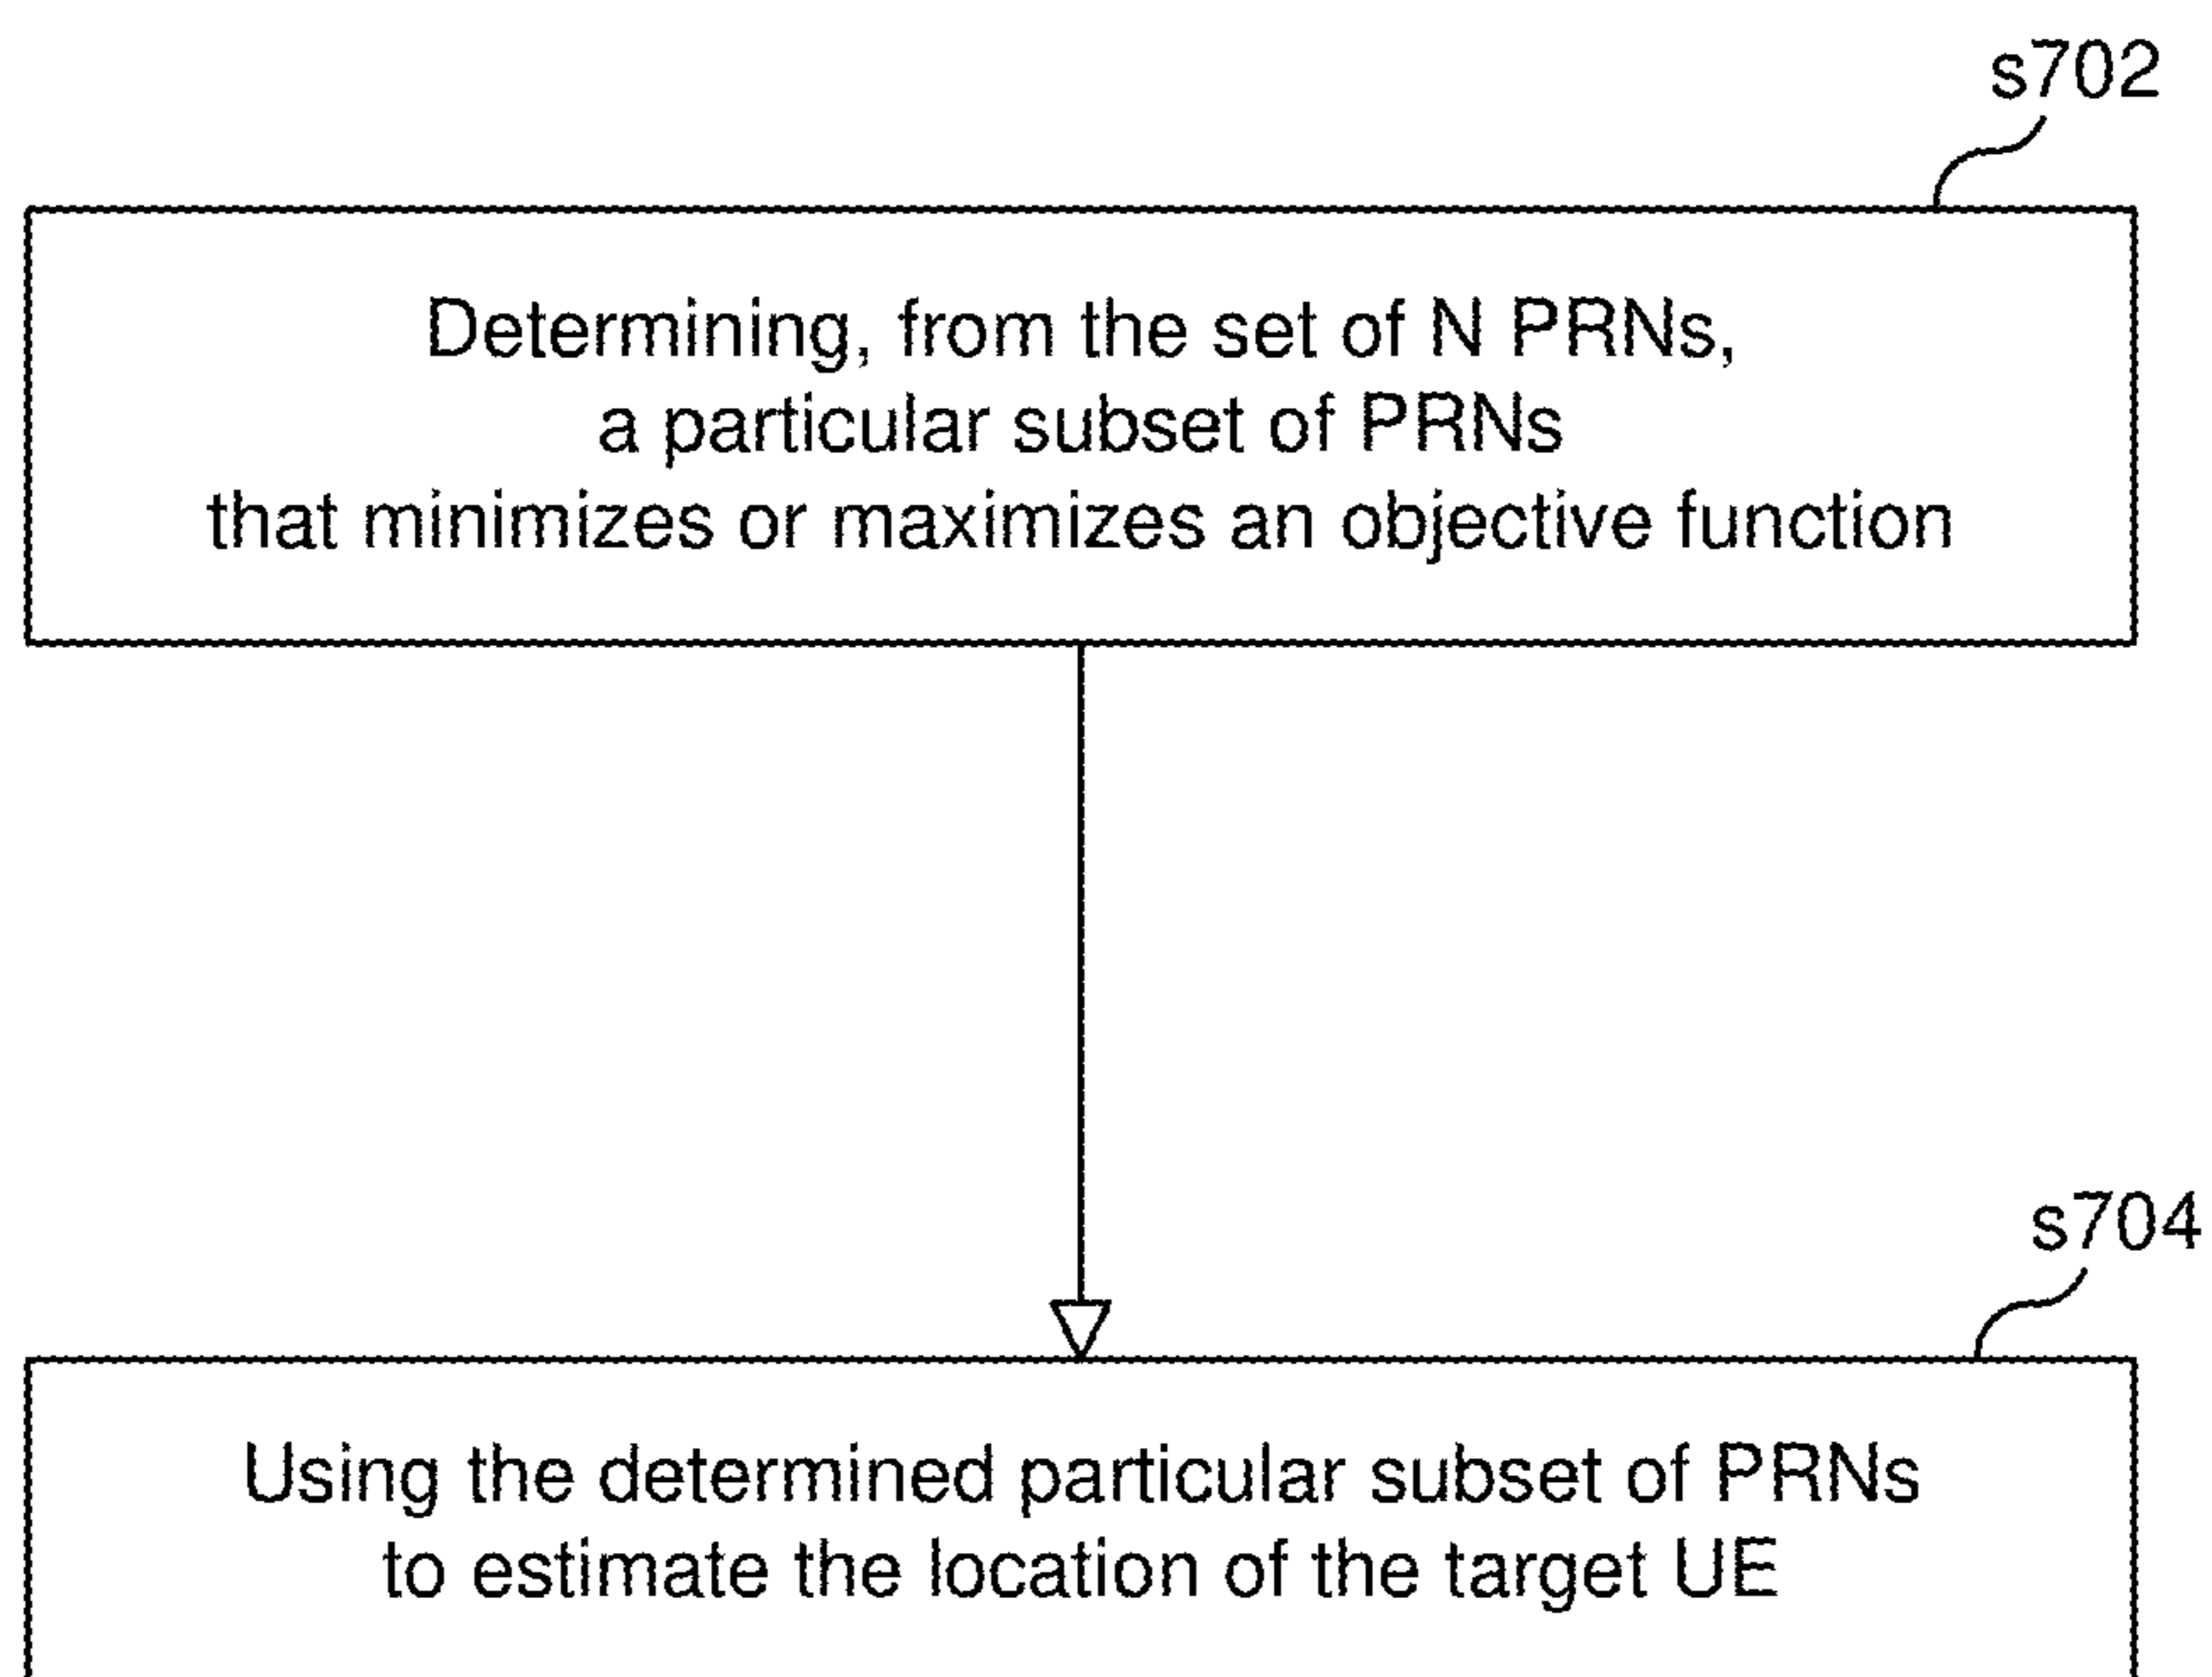 s702
Determining, from the set of N PRNs,
a particular subset of PRNs
that minimizes or maximizes an objective function
s704
Using the determined particular subset of PRNs
to estimate the location of the target UE